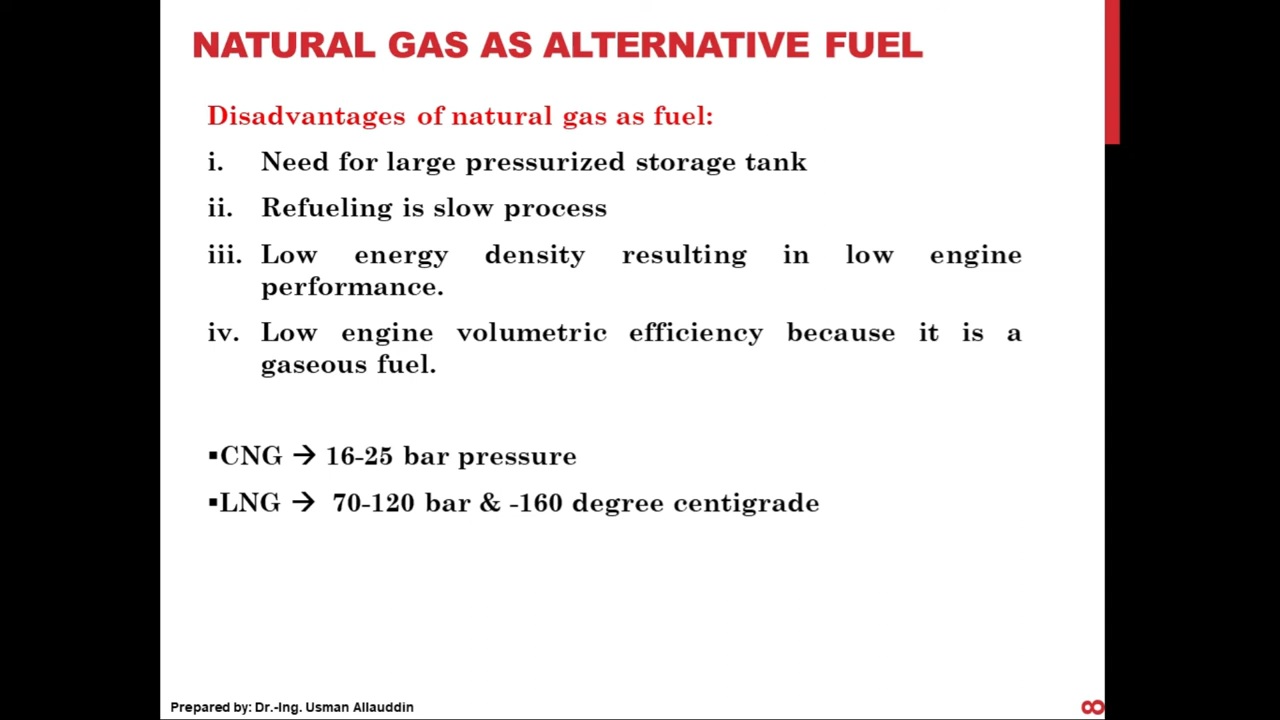 NATURAL GAS AS ALTERNATIVE FUEL
Disadvantages of natural gas as fuel:
i. Need for large pressurized storage tank
ii. Refueling is slow process
iii. Low energy density resulting in low engine
performance.
iv. Low engine volumetric efficiency because it is a
gaseous fuel.
▪CNG → 16-25 bar pressure
▪LNG → 70-120 bar & -160 degree centigrade
Prepared by: Dr.-Ing. Usman Allauddin
8